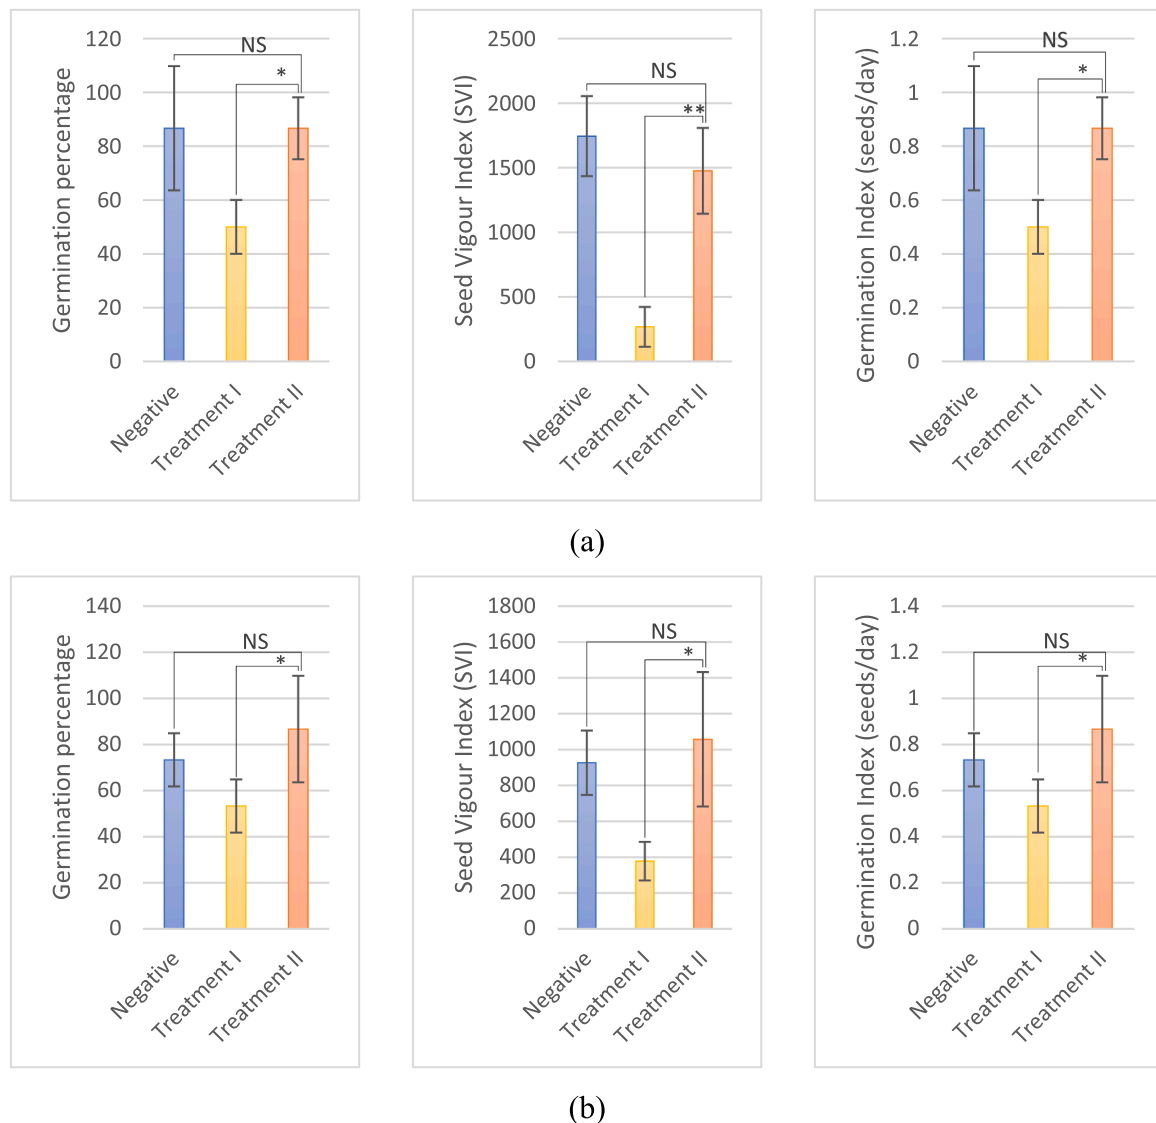 Germination percentage
120
100
80
60
40
20
0
NS
*
Negative
Treatment I
Treatment II
Seed Vigour Index (SVI)
2500
2000
1500
1000
500
0
NS
**
Negative
Treatment I
Treatment II
Germination Index (seeds/day)
1.2
1
0.8
0.6
0.4
0.2
0
NS
*
Negative
Treatment I
Treatment II
(a)
Germination percentage
140
120
100
80
60
40
20
0
NS
*
Negative
Treatment I
Treatment II
Seed Vigour Index (SVI)
1800
1600
1400
1200
1000
800
600
400
200
0
NS
*
Negative
Treatment I
Treatment II
Germination Index (seeds/day)
1.4
1.2
1
0.8
0.6
0.4
0.2
0
NS
*
Negative
Treatment I
Treatment II
(b)